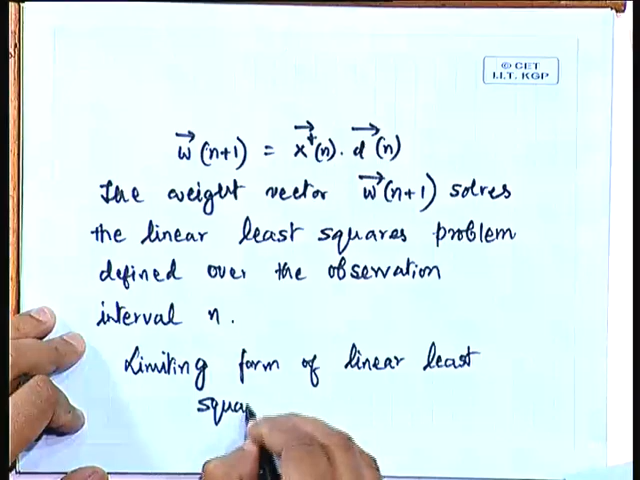 © CET
I.I.T. KGP
w⃗ (n+1) = x⃗⁺(n). d⃗ (n)
The weight vector w⃗ (n+1) solves
the linear least squares problem
defined over the observation
interval n.
Limiting form of linear least
squa